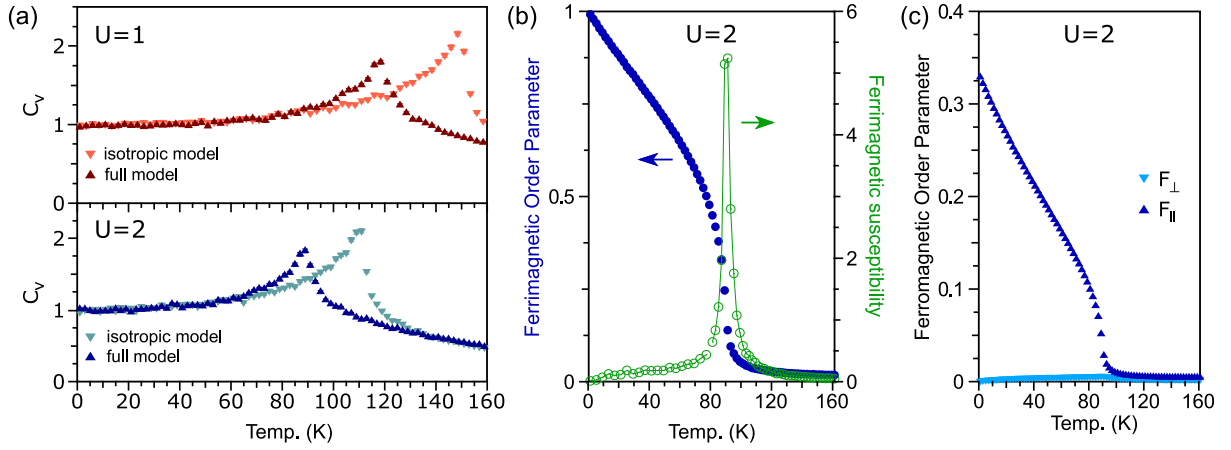 (a)
U=1
C_V
2
1
0
isotropic model
full model
U=2
C_V
2
1
0
isotropic model
full model
0 20 40 60 80 100 120 140 160
Temp. (K)
(b)
U=2
Ferrimagnetic Order Parameter
1
0.5
1
Ferrimagnetic susceptibility
6
4
2
0
0 40 80 120 160
Temp. (K)
(c)
U=2
Ferromagnetic Order Parameter
0.4
0.3
0.2
0.1
0
F⊥
F||
0 40 80 120 160
Temp. (K)